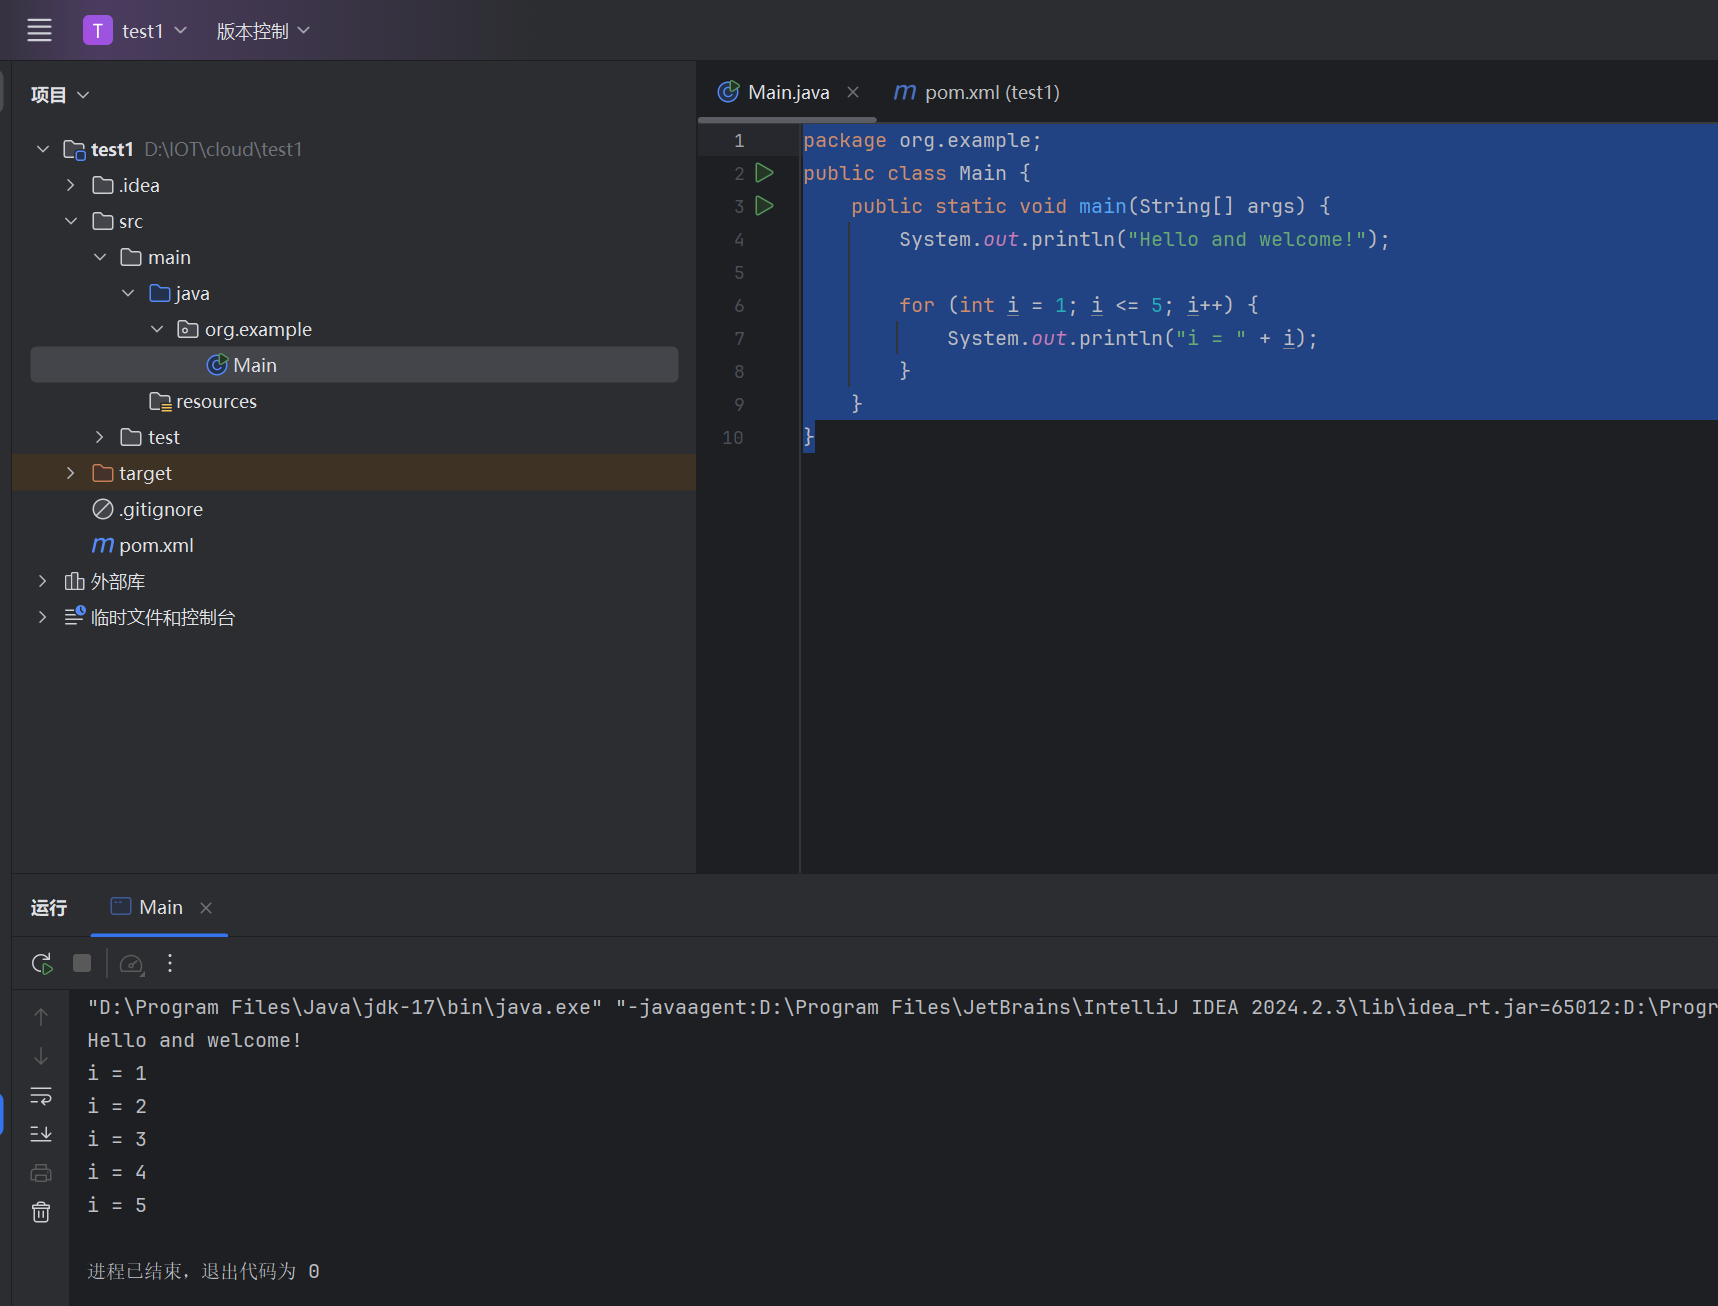 T test1 版本控制
项目
test1 D:\IOT\cloud\test1
.idea
src
main
java
org.example
Main
resources
test
target
.gitignore
m pom.xml
外部库
临时文件和控制台
Main.java m pom.xml (test1)
1 package org.example;
2 public class Main {
3 public static void main(String[] args) {
4 System.out.println("Hello and welcome!");
5
6 for (int i = 1; i <= 5; i++) {
7 System.out.println("i = " + i);
8 }
9 }
10 }
运行 Main
"D:\Program Files\Java\jdk-17\bin\java.exe" "-javaagent:D:\Program Files\JetBrains\IntelliJ IDEA 2024.2.3\lib\idea_rt.jar=65012:D:\Progr
Hello and welcome!
i = 1
i = 2
i = 3
i = 4
i = 5
进程已结束，退出代码为 0